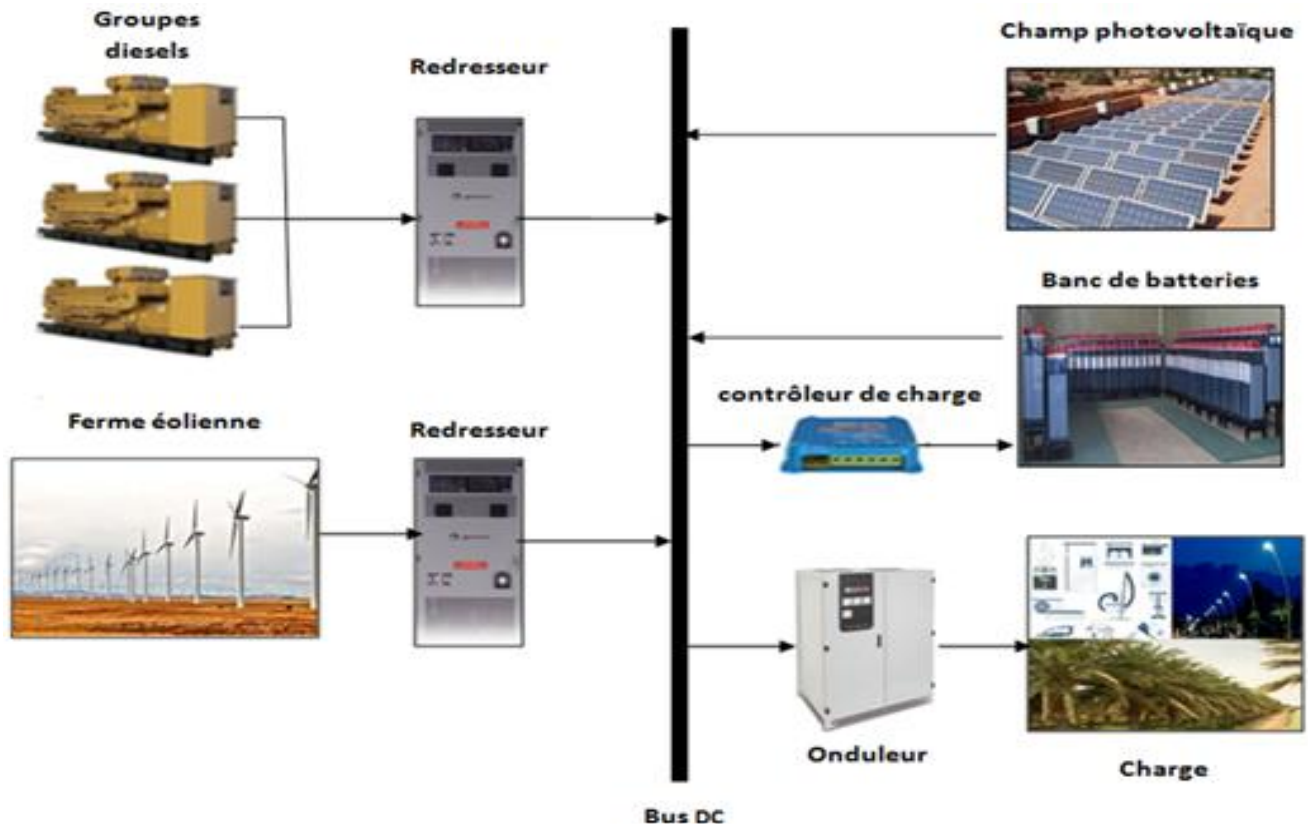 Groupes
diesels
Redresseur
Champ photovoltaïque
Banc de batteries
contrôleur de charge
Ferme éolienne
Redresseur
Onduleur
Charge
Bus DC